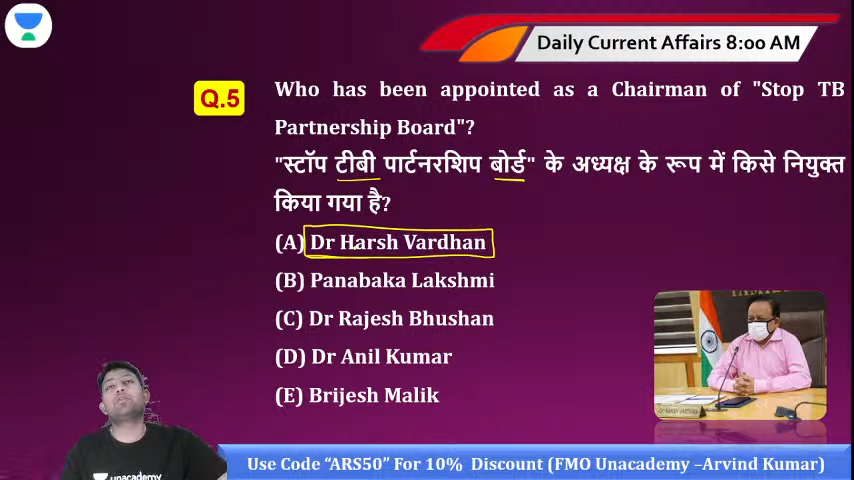 Daily Current Affairs 8:00 AM
Q.5
Who has been appointed as a Chairman of "Stop TB
Partnership Board"?
"स्टॉप टीबी पार्टनरशिप बोर्ड" के अध्यक्ष के रूप में किसे नियुक्त
किया गया है?
(A) Dr Harsh Vardhan
(B) Panabaka Lakshmi
(C) Dr Rajesh Bhushan
(D) Dr Anil Kumar
(E) Brijesh Malik
unacademy
Use Code “ARS50” For 10% Discount (FMO Unacademy –Arvind Kumar)